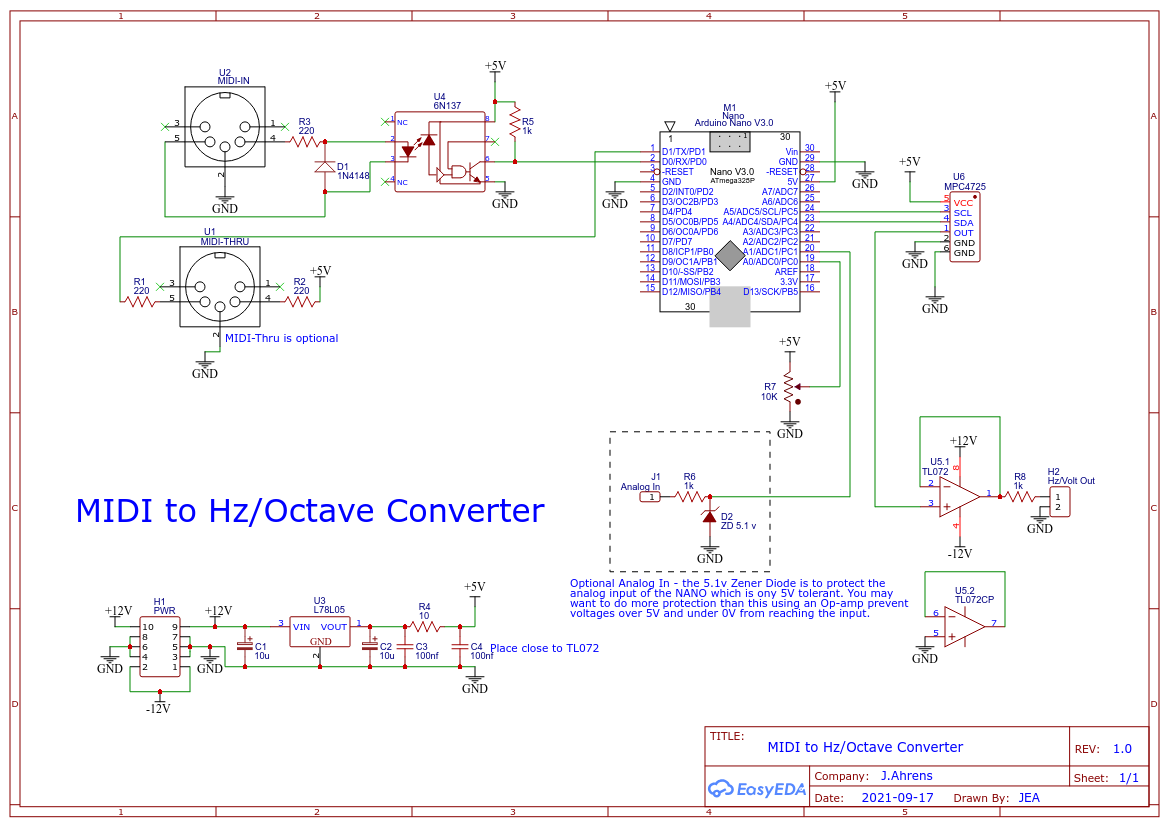 1 2 3 4 5
A A
B B
C C
D D
1 2 3 4 5
U2
MIDI-IN
3 1
5 4
2
GND
R3
220
D1
1N4148
U4
6N137
1 NC
2
3
4 NC
8
7
6
5
+5V
R5
1k
GND
U1
MIDI-THRU
3 1
5 4
2
R1
220
R2
220
+5V
GND
MIDI-Thru is optional
M1
Nano
Arduino Nano V3.0
1
30
1
Nano V3.0
ATmega328P
1 D1/TX/PD1
2 D0/RX/PD0
3 -RESET
4 GND
5 D2/INT0/PD2
6 D3/OC2B/PD3
7 D4/PD4
8 D5/OC0B/PD5
9 D6/OC0A/PD6
10 D7/PD7
11 D8/ICP1/PB0
12 D9/OC1A/PB1
13 D10/-SS/PB2
14 D11/MOSI/PB3
15 D12/MISO/PB4
Vin 30
GND 29
-RESET 28
5V 27
A7/ADC7 26
A6/ADC6 25
A5/ADC5/SCL/PC5 24
A4/ADC4/SDA/PC4 23
A3/ADC3/PC3 22
A2/ADC2/PC2 21
A1/ADC1/PC1 20
A0/ADC0/PC0 19
AREF 18
3.3V 17
D13/SCK/PB5 16
30
GND
+5V
GND
+5V
U6
MPC4725
5 VCC
3 SCL
4 SDA
1 OUT
2 GND
6 GND
GND
GND
+5V
R7
10K
GND
J1
Analog In
1
R6
1k
D2
ZD 5.1 v
GND
Optional Analog In - the 5.1v Zener Diode is to protect the
analog input of the NANO which is ony 5V tolerant. You may
want to do more protection than this using an Op-amp prevent
voltages over 5V and under 0V from reaching the input.
+12V
U5.1
TL072
8
2
3
1
4
-12V
R8
1k
H2
Hz/Volt Out
1
2
GND
U5.2
TL072CP
6
5
7
GND
MIDI to Hz/Octave Converter
H1
PWR
+12V
+12V
10 9
8 7
6 5
4 3
2 1
GND
GND
-12V
C1
10u
U3
L78L05
3 VIN VOUT 1
GND
2
C2
10u
C3
100nf
R4
10
C4
100nf
+5V
GND
Place close to TL072
TITLE:
MIDI to Hz/Octave Converter
REV: 1.0
EasyEDA
Company: J.Ahrens
Sheet: 1/1
Date: 2021-09-17 Drawn By: JEA